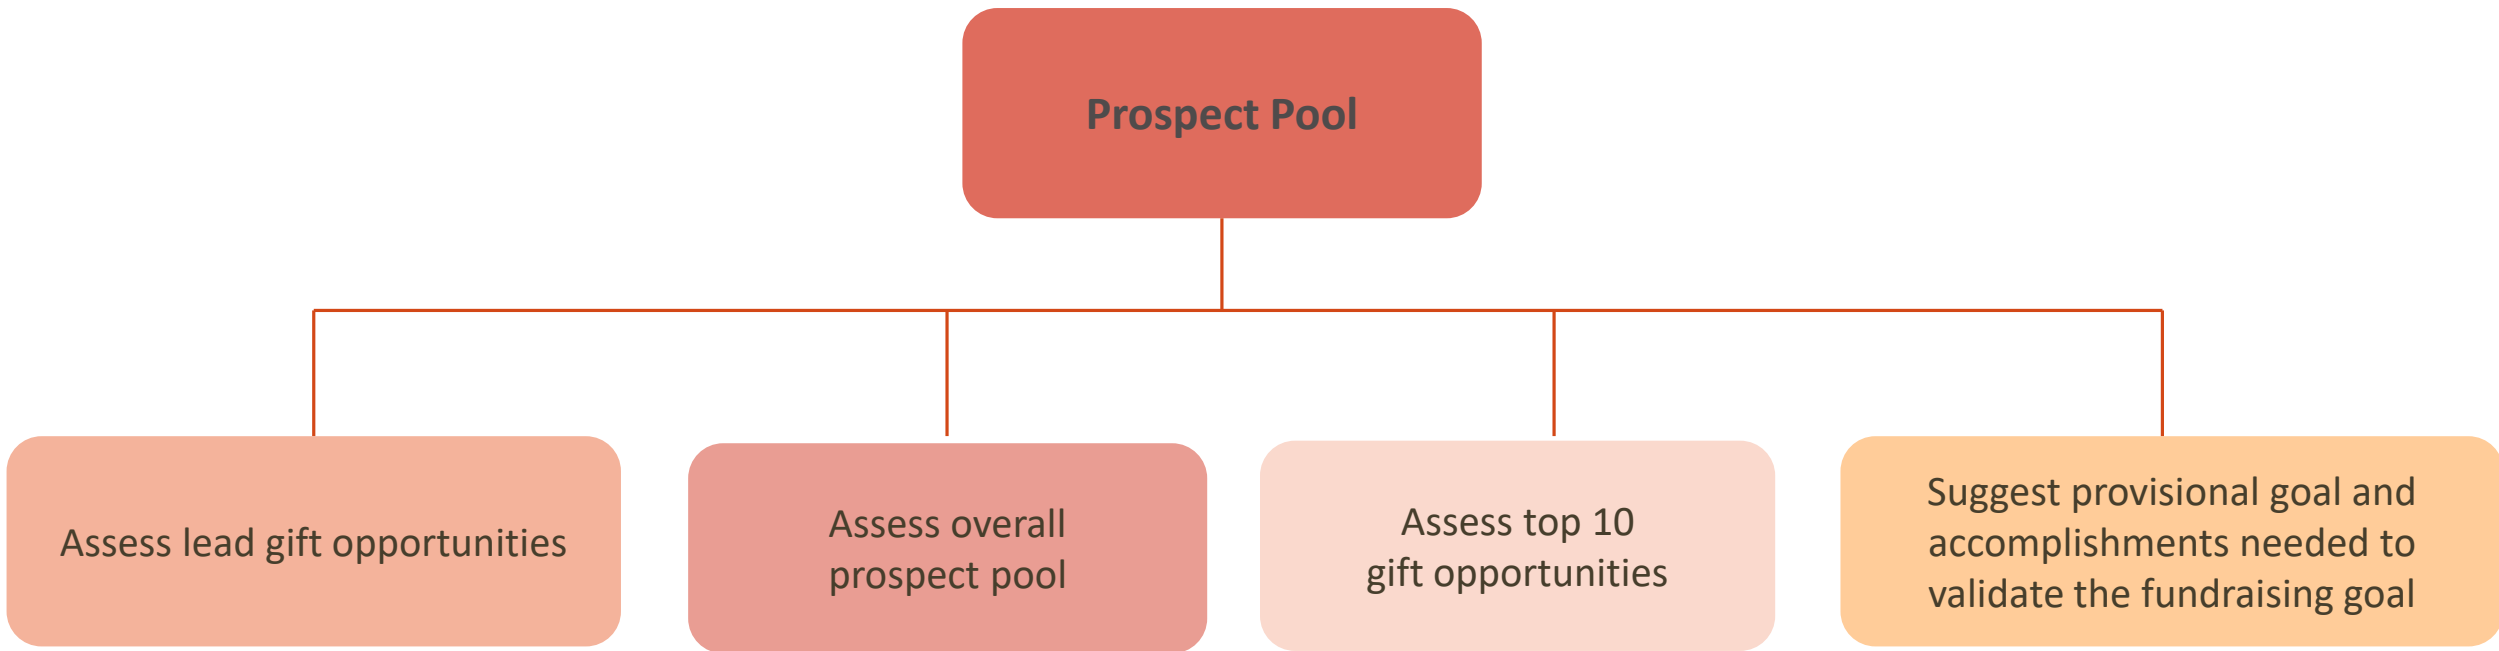 Prospect Pool
Assess lead gift opportunities
Assess overall
prospect pool
Assess top 10
gift opportunities
Suggest provisional goal and
accomplishments needed to
validate the fundraising goal